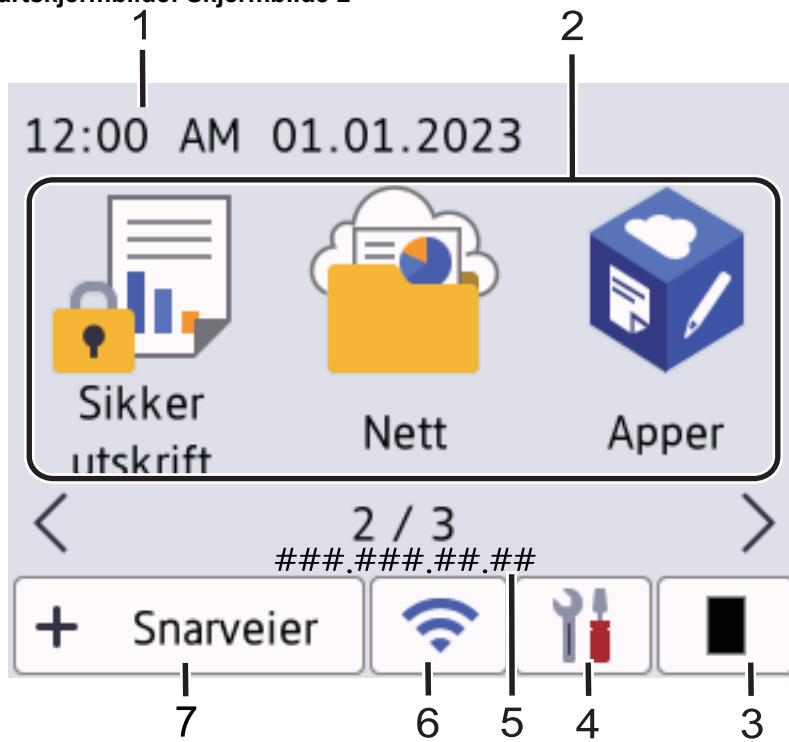 1 2
12:00 AM 01.01.2023
Sikker
utskrift
Nett
Apper
2 / 3
###.###.##.##
+ Snarveier
7 6 5 4 3